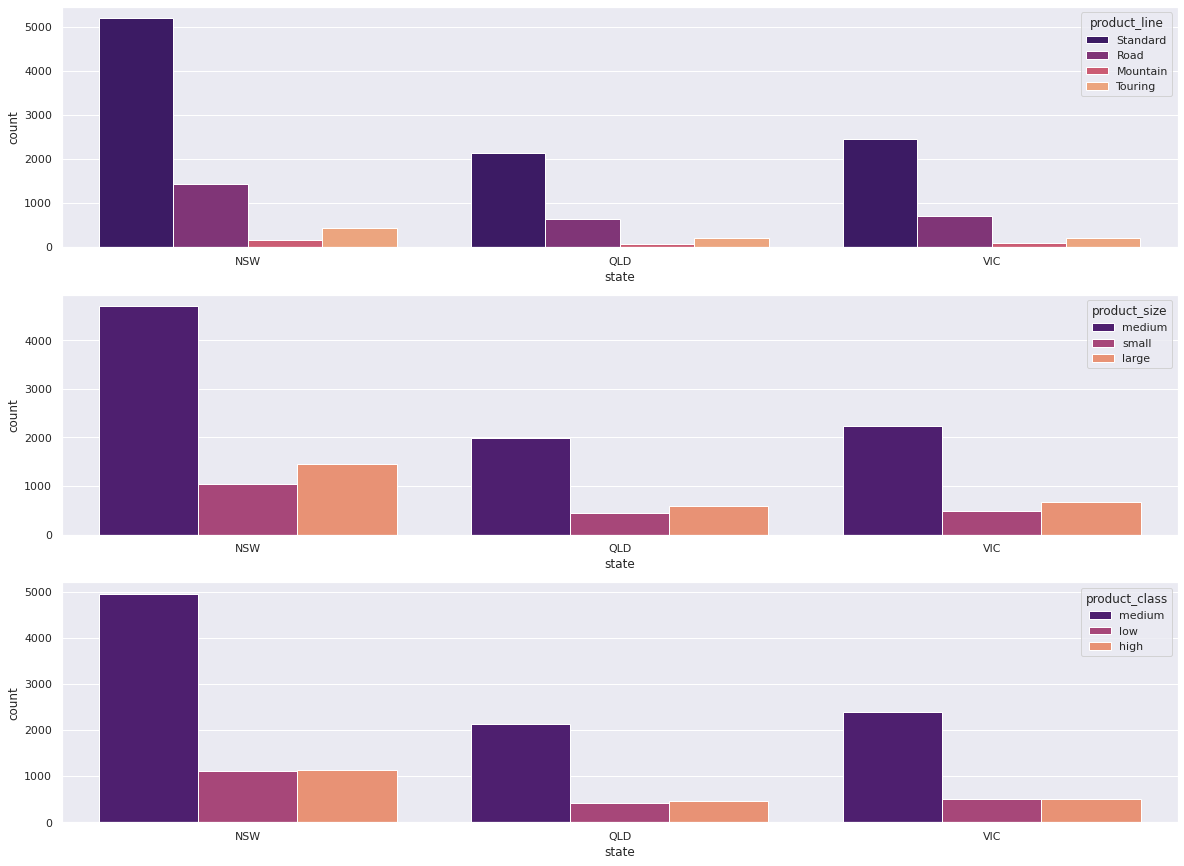 5000
4000
3000
2000
1000
0
count
NSW
QLD
VIC
state
product_line
Standard
Road
Mountain
Touring
4000
3000
2000
1000
0
count
NSW
QLD
VIC
state
product_size
medium
small
large
5000
4000
3000
2000
1000
0
count
NSW
QLD
VIC
state
product_class
medium
low
high